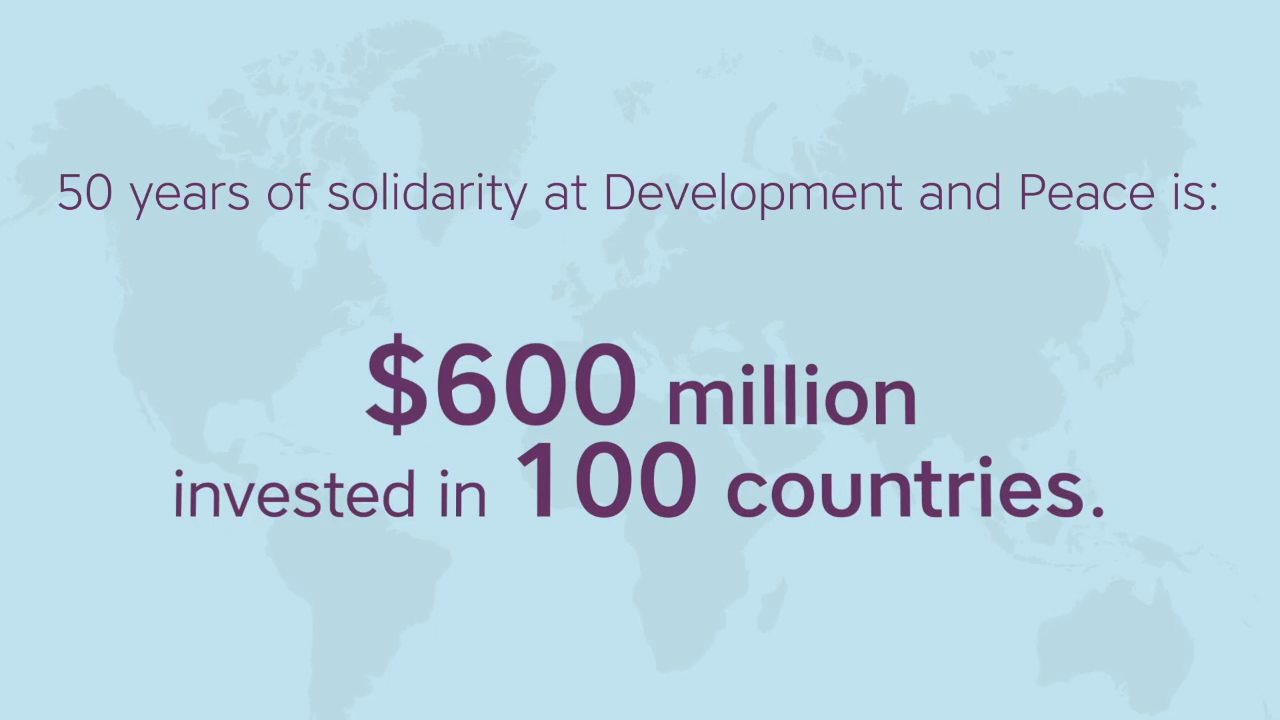 50 years of solidarity at Development and Peace is:
$600 million
invested in 100 countries.